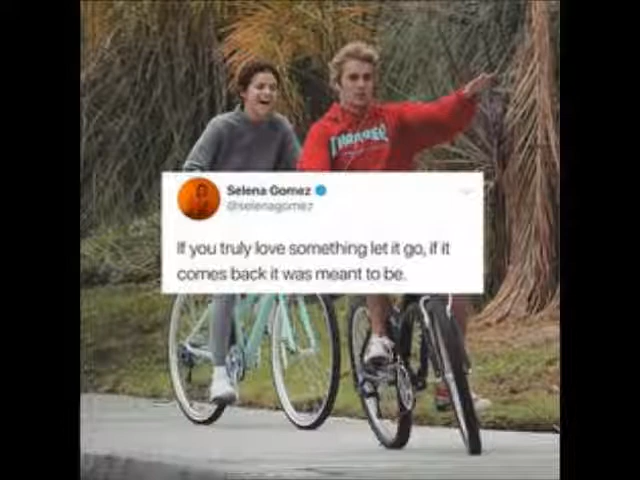 THRASHER
Selena Gomez
@selenagomez
If you truly love something let it go, if it
comes back it was meant to be.